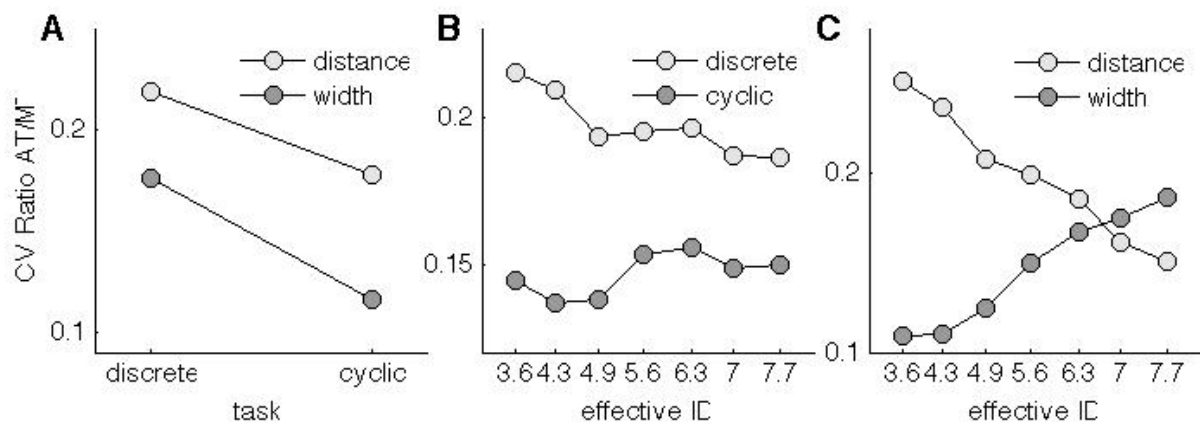 A
distance
width
0.2
0.1
CV Ratio AT/MT
discrete
cyclic
task
B
discrete
cyclic
0.2
0.15
3.6 4.3 4.9 5.6 6.3 7 7.7
effective ID
C
distance
width
0.2
0.1
3.6 4.3 4.9 5.6 6.3 7 7.7
effective ID